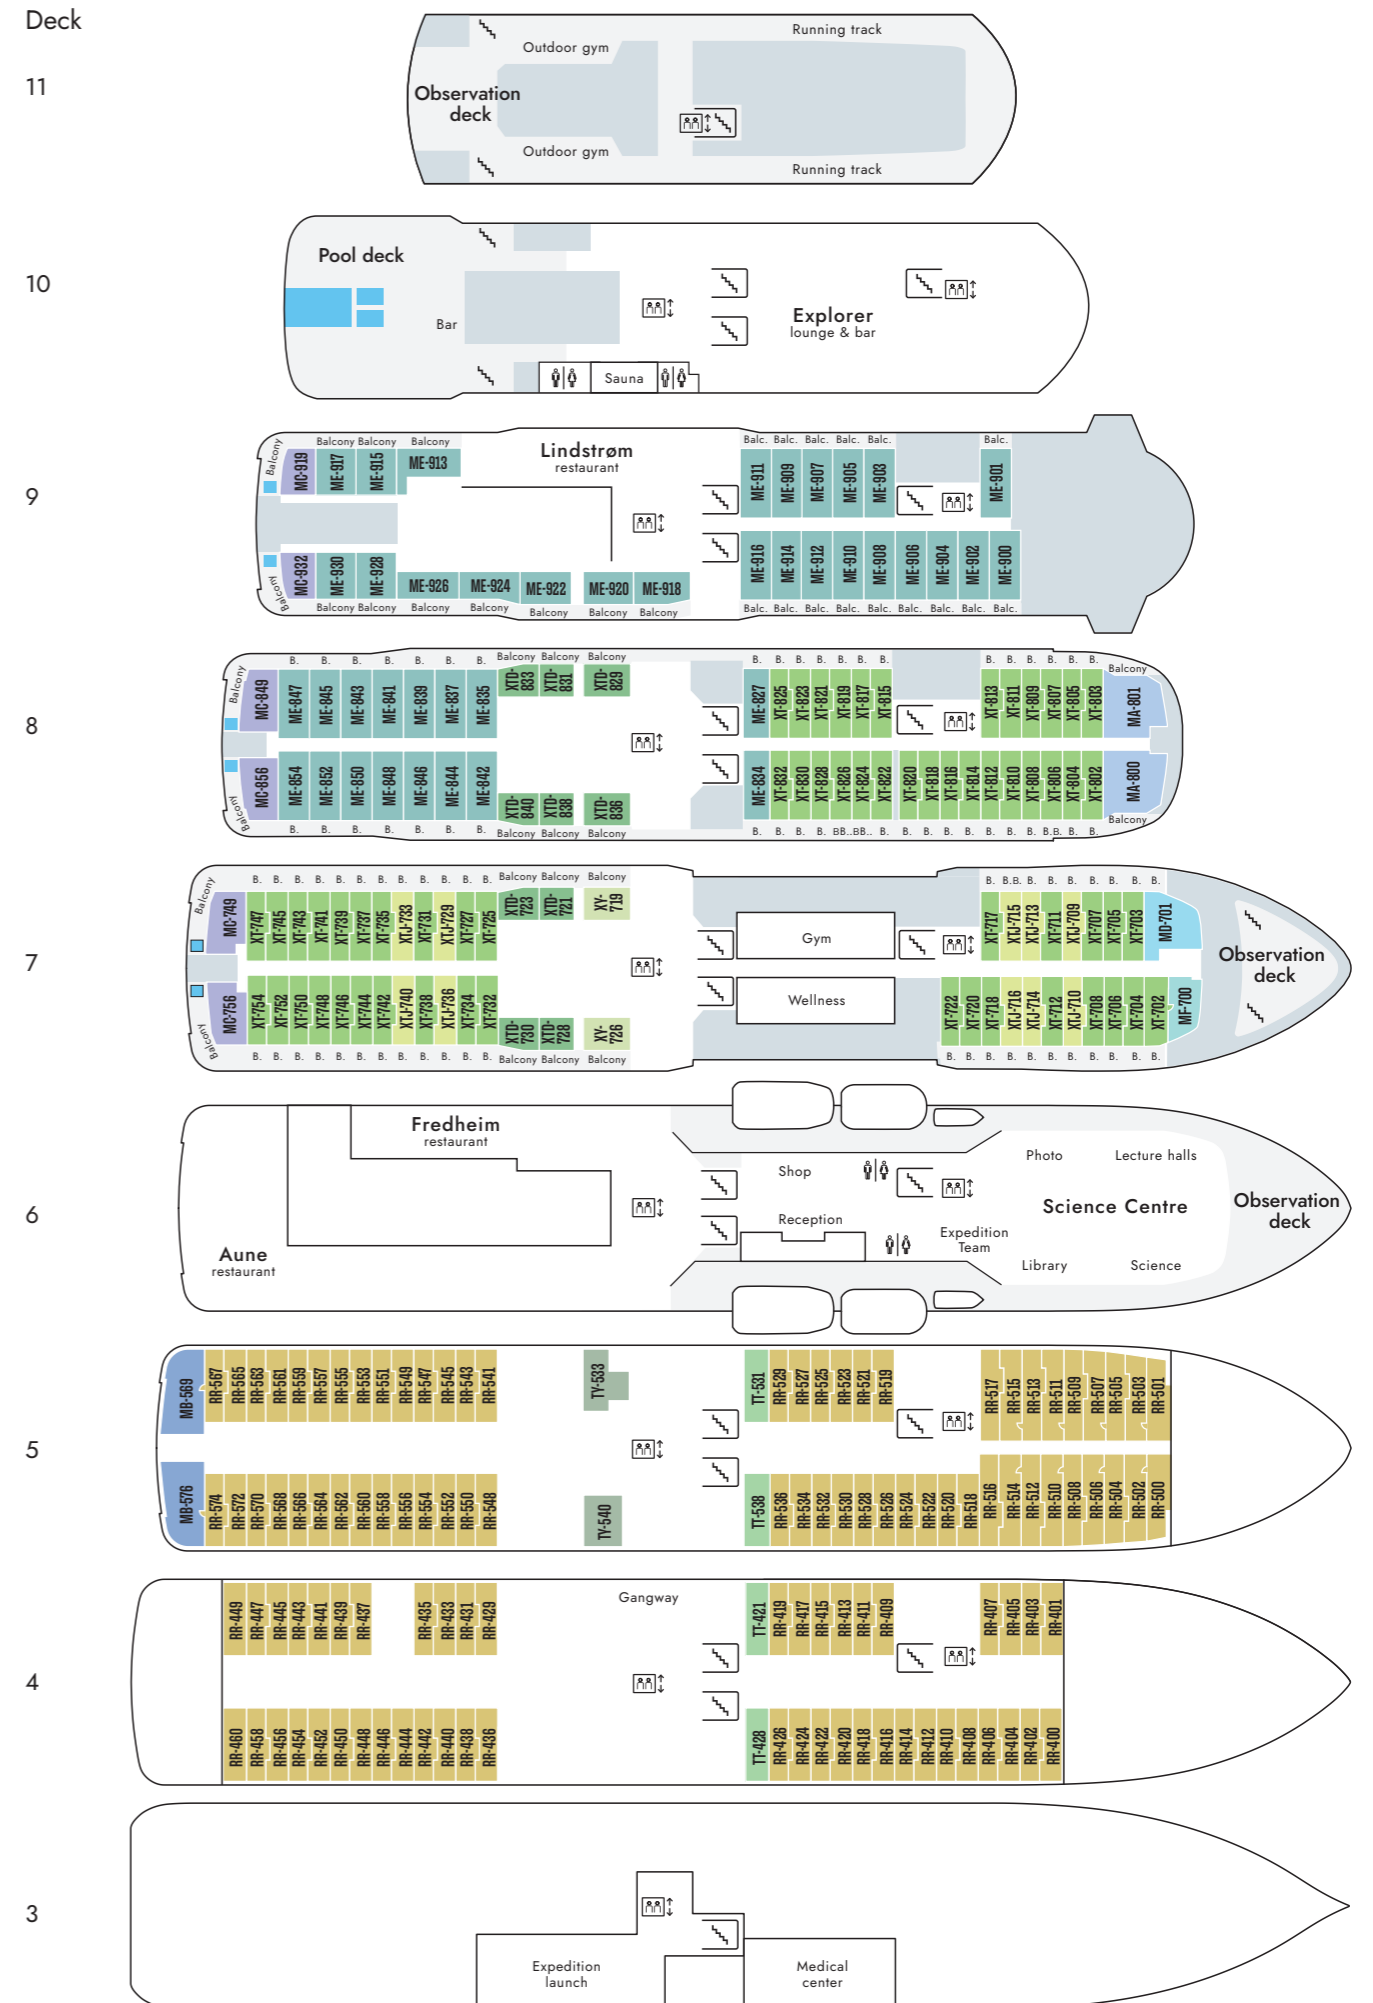 Deck
11
Running track
Outdoor gym
Observation
deck
Outdoor gym
Running track
10
Pool deck
Bar
Explorer
lounge & bar
Sauna
9
Balcony
Balcony Balcony Balcony
Lindstrøm
restaurant
Balc. Balc. Balc. Balc. Balc. Balc.
MC-919 ME-917 ME-915 ME-913 ME-911 ME-909 ME-907 ME-905 ME-903 ME-901
MC-932 ME-930 ME-928 ME-926 ME-924 ME-922 ME-920 ME-918 ME-916 ME-914 ME-912 ME-910 ME-908 ME-906 ME-904 ME-902 ME-900
Balcony
Balcony Balcony Balcony Balcony Balcony Balcony Balc. Balc. Balc. Balc. Balc. Balc. Balc. Balc. Balc.
8
Balcony
B. B. B. B. B. B. B. Balcony Balcony Balcony B. B. B. B. B. B. B. B. B. B. B. B. B. Balcony
MC-849 ME-847 ME-845 ME-843 ME-841 ME-839 ME-837 ME-835 XTD-833 XTD-831 XTD-829 ME-827 XT-825 XT-823 XT-821 XT-819 XT-817 XT-815 XT-813 XT-811 XT-809 XT-807 XT-805 XT-803 MA-801
MC-856 ME-854 ME-852 ME-850 ME-848 ME-846 ME-844 ME-842 XTD-840 XTD-838 XTD-836 ME-834 XT-832 XT-830 XT-828 XT-826 XT-824 XT-822 XT-820 XT-818 XT-816 XT-814 XT-812 XT-810 XT-808 XT-806 XT-804 XT-802 MA-800
Balcony
B. B. B. B. B. B. B. Balcony Balcony Balcony B. B. B. B. BB..BB.. B. B. B. B. B. B. B. B.B. B. B. Balcony
7
Balcony
B. B. B. B. B. B. B. B. B. B. B. B. Balcony Balcony Balcony B. B.B. B. B. B. B. B. B.
MC-749 XT-747 XT-745 XT-743 XT-741 XT-739 XT-737 XT-735 XTJ-733 XT-731 XTJ-729 XT-727 XT-725 XTD-723 XTD-721 XY-719 XT-717 XTJ-715 XTJ-713 XT-711 XTJ-709 XT-707 XT-705 XT-703 MD-701
Gym
Wellness
Observation
deck
MC-756 XT-754 XT-752 XT-750 XT-748 XT-746 XT-744 XT-742 XTJ-740 XT-738 XTJ-736 XT-734 XT-732 XTD-730 XTD-728 XY-726 XT-722 XT-720 XT-718 XTJ-716 XTJ-714 XT-712 XTJ-710 XT-708 XT-706 XT-704 XT-702 MF-700
Balcony
B. B. B. B. B. B. B. B. B. B. B. B. Balcony Balcony Balcony B. B. B. B. B. B. B. B. B. B. B.
6
Fredheim
restaurant
Aune
restaurant
Shop
Reception
Expedition
Team
Photo
Lecture halls
Science Centre
Library
Science
Observation
deck
5
MB-569 RR-567 RR-565 RR-563 RR-561 RR-559 RR-557 RR-555 RR-553 RR-551 RR-549 RR-547 RR-545 RR-543 RR-541 TY-533 TT-531 RR-529 RR-527 RR-525 RR-523 RR-521 RR-519 RR-517 RR-515 RR-513 RR-511 RR-509 RR-507 RR-505 RR-503 RR-501
MB-576 RR-574 RR-572 RR-570 RR-568 RR-566 RR-564 RR-562 RR-560 RR-558 RR-556 RR-554 RR-552 RR-550 RR-548 TY-540 TT-538 RR-536 RR-534 RR-532 RR-530 RR-528 RR-526 RR-524 RR-522 RR-520 RR-518 RR-516 RR-514 RR-512 RR-510 RR-508 RR-506 RR-504 RR-502 RR-500
4
Gangway
RR-449 RR-447 RR-445 RR-443 RR-441 RR-439 RR-437 RR-435 RR-433 RR-431 RR-429 TT-421 RR-419 RR-417 RR-415 RR-413 RR-411 RR-409 RR-407 RR-405 RR-403 RR-401
RR-460 RR-458 RR-456 RR-454 RR-452 RR-450 RR-448 RR-446 RR-444 RR-442 RR-440 RR-438 RR-436 TT-428 RR-426 RR-424 RR-422 RR-420 RR-418 RR-416 RR-414 RR-412 RR-410 RR-408 RR-406 RR-404 RR-402 RR-400
3
Expedition
launch
Medical
center